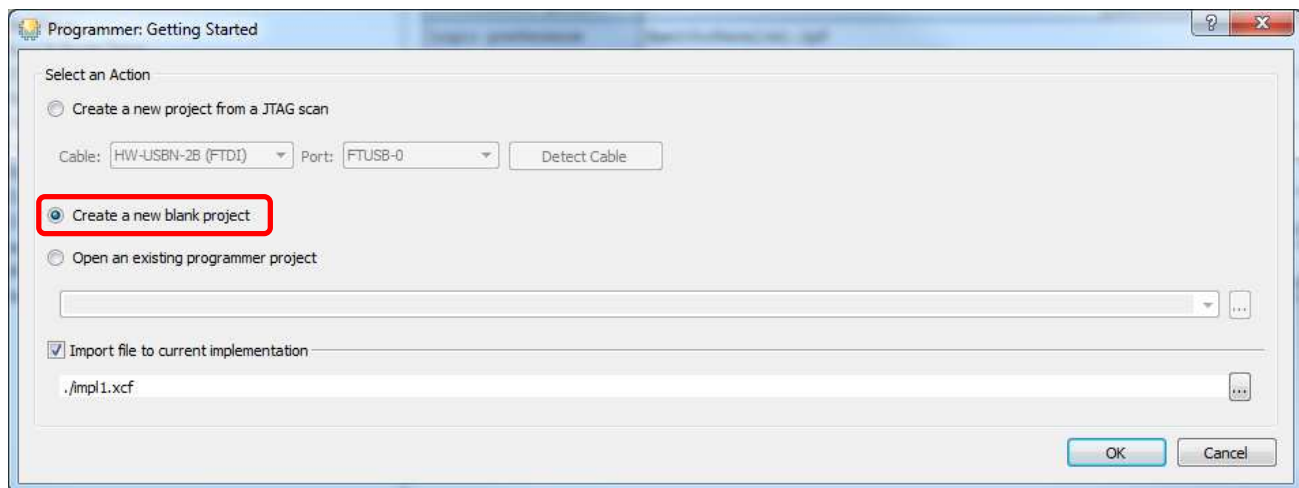 Programmer: Getting Started
Select an Action
Create a new project from a JTAG scan
Cable: HW-USBN-2B (FTDI) Port: FTUSB-0 Detect Cable
Create a new blank project
Open an existing programmer project
...
Import file to current implementation
./impl1.xcf ...
OK Cancel